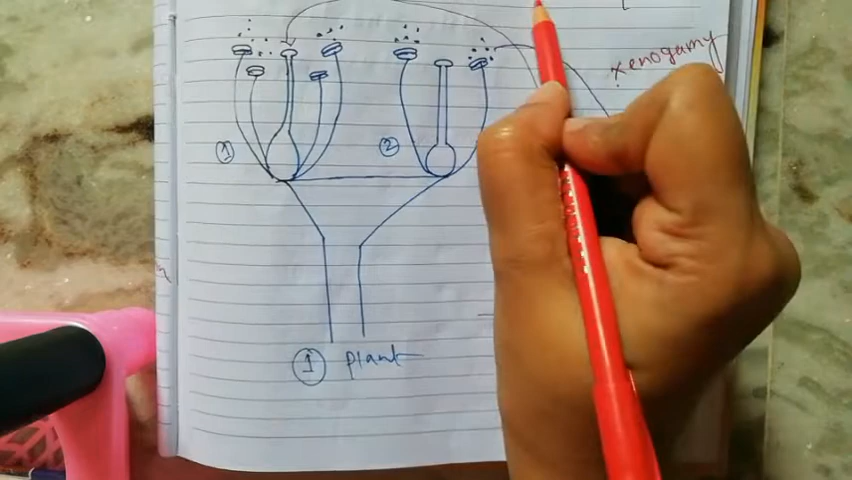 xenogamy
① ②
① plant